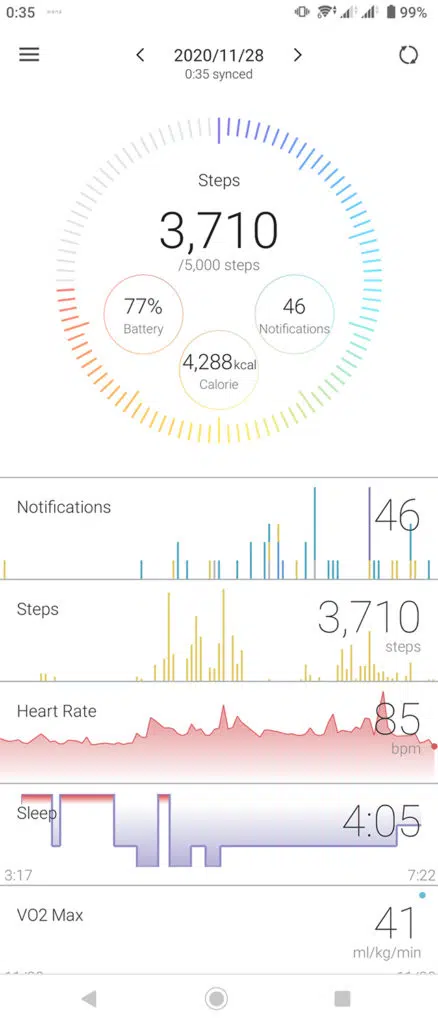 0:35
99%
2020/11/28
0:35 synced
Steps
3,710
/5,000 steps
77%
46
Battery
Notifications
4,288kcal
Calorie
Notifications
46
Steps
3,710
steps
Heart Rate
85
bpm
Sleep
4:05
3:17
7:22
VO2 Max
41
ml/kg/min